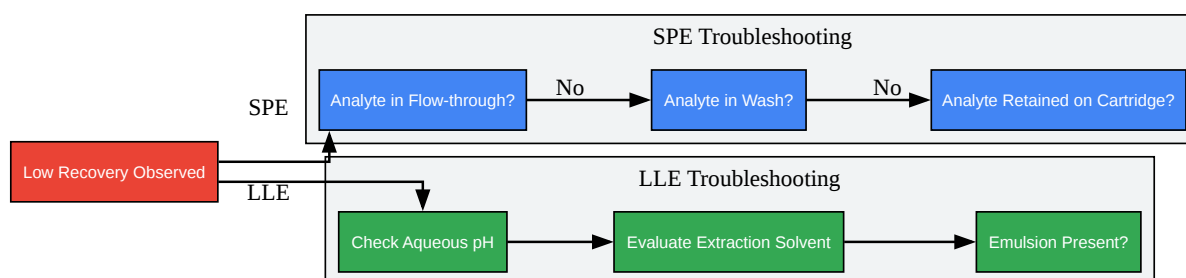 SPE Troubleshooting
Analyte in Flow-through?
No
Analyte in Wash?
No
Analyte Retained on Cartridge?
SPE
Low Recovery Observed
LLE
LLE Troubleshooting
Check Aqueous pH
Evaluate Extraction Solvent
Emulsion Present?